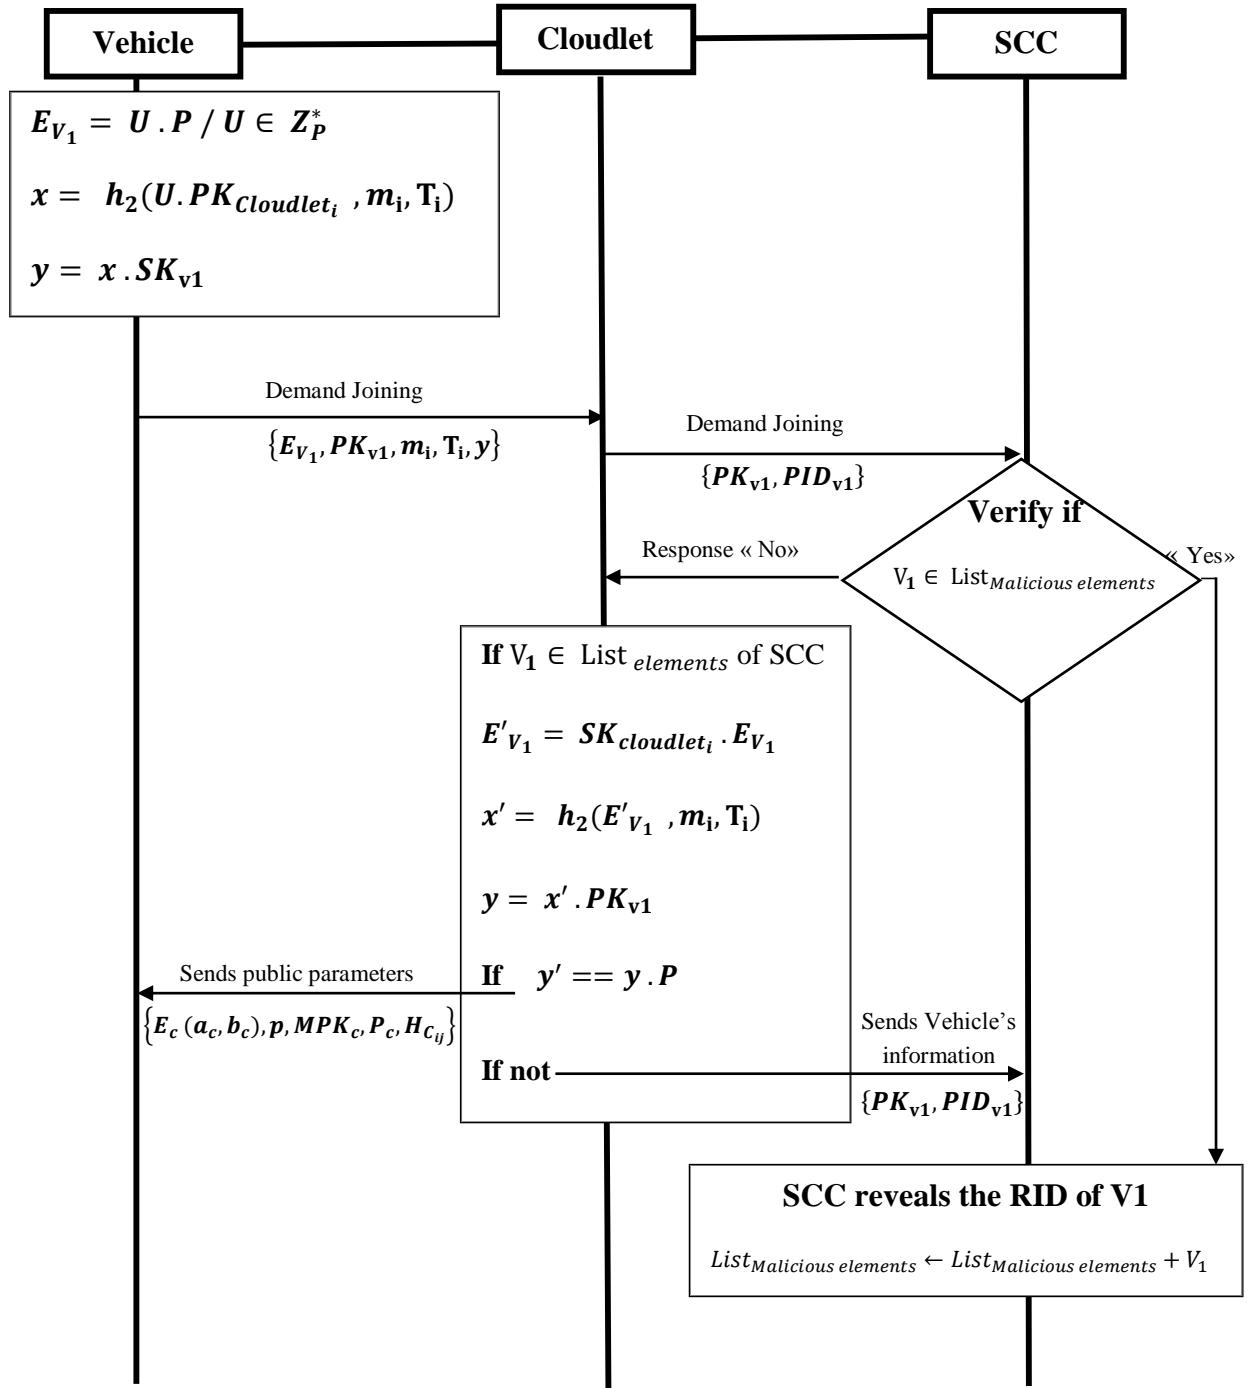 Vehicle
Cloudlet
SCC
E_{V_1} = U . P / U ∈ Z_P^*
x = h_2(U. PK_{Cloudlet_i} , m_i, T_i)
y = x . SK_{v1}
Demand Joining
{E_{V_1}, PK_{v1}, m_i, T_i, y}
Demand Joining
{PK_{v1}, PID_{v1}}
Verify if
V_1 ∈ List_{Malicious elements}
Response « No»
« Yes»
If V_1 ∈ List_{elements} of SCC
E'_{V_1} = SK_{cloudlet_i} . E_{V_1}
x' = h_2(E'_{V_1} , m_i, T_i)
y = x' . PK_{v1}
If y' == y . P
Sends public parameters
{E_c (a_c, b_c), p, MPK_c, P_c, H_{C_{ij}}}
If not
Sends Vehicle's
information
{PK_{v1}, PID_{v1}}
SCC reveals the RID of V1
List_{Malicious elements} ← List_{Malicious elements} + V_1